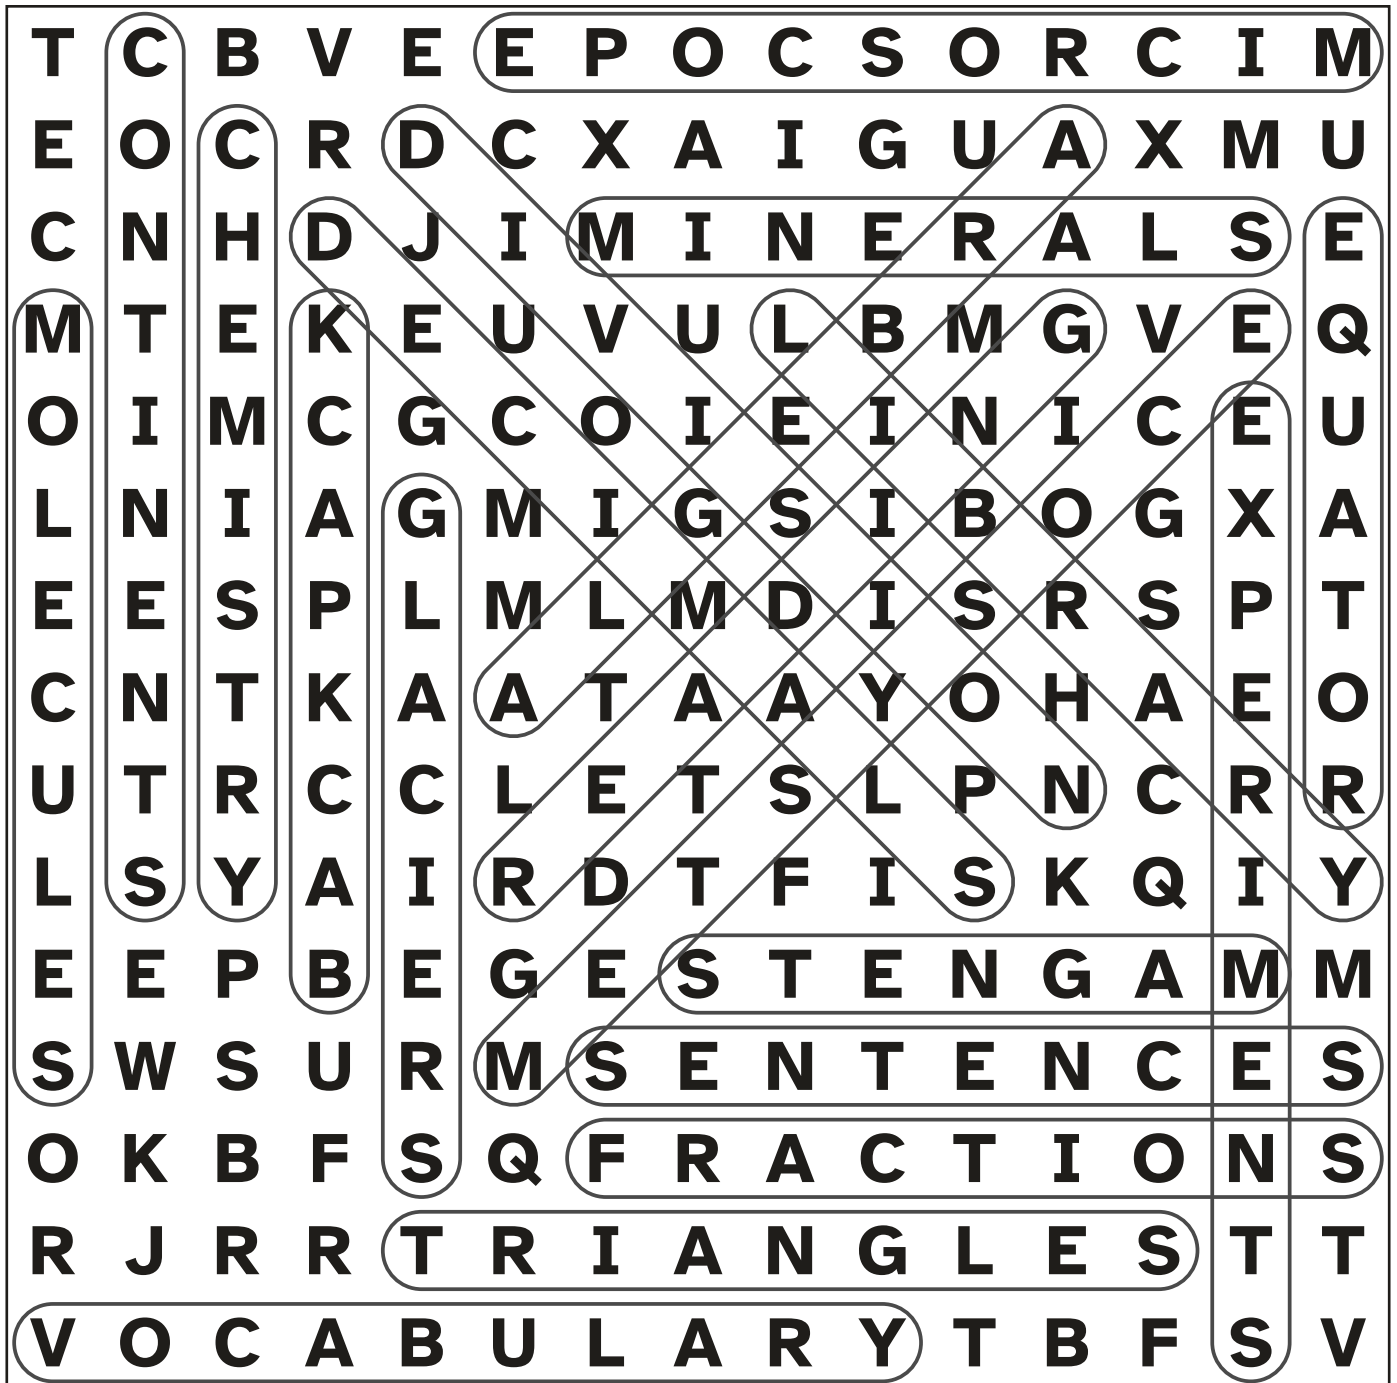 T C B V E E P O C S O R C I M
E O C R D C X A I G U A X M U
C N H D J I M I N E R A L S E
M T E K E U V U L B M G V E Q
O I M C G C O I E I N I C E U
L N I A G M I G S I B O G X A
E E S P L M L M D I S R S P T
C N T K A A T A A Y O H A E O
U T R C C L E T S L P N C R R
L S Y A I R D T F I S K Q I Y
E E P B E G E S T E N G A M M
S W S U R M S E N T E N C E S
O K B F S Q F R A C T I O N S
R J R R T R I A N G L E S T T
V O C A B U L A R Y T B F S V